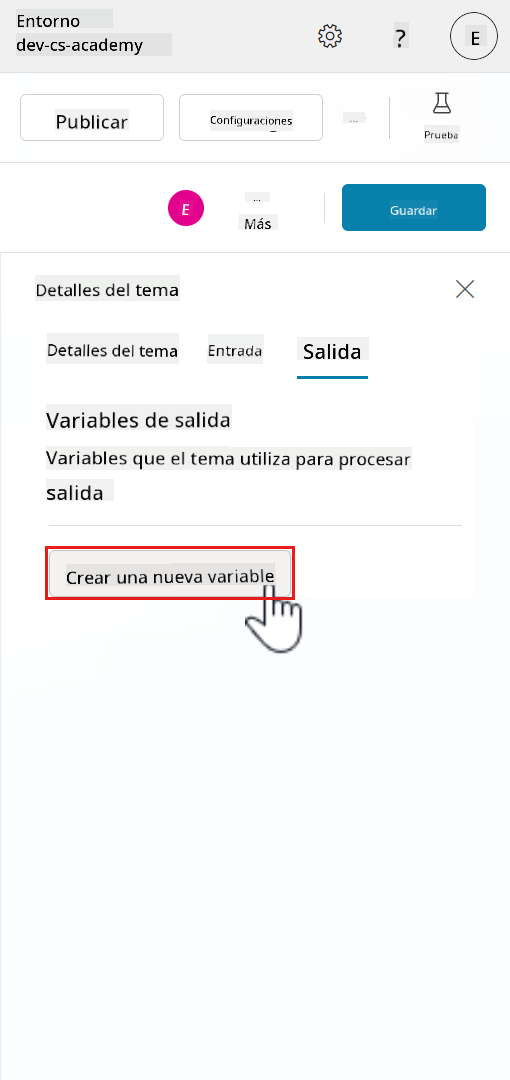 Entorno
dev-cs-academy
?
E
Publicar
Configuraciones
...
Prueba
E
...
Más
Guardar
Detalles del tema
Detalles del tema
Entrada
Salida
Variables de salida
Variables que el tema utiliza para procesar
salida
Crear una nueva variable